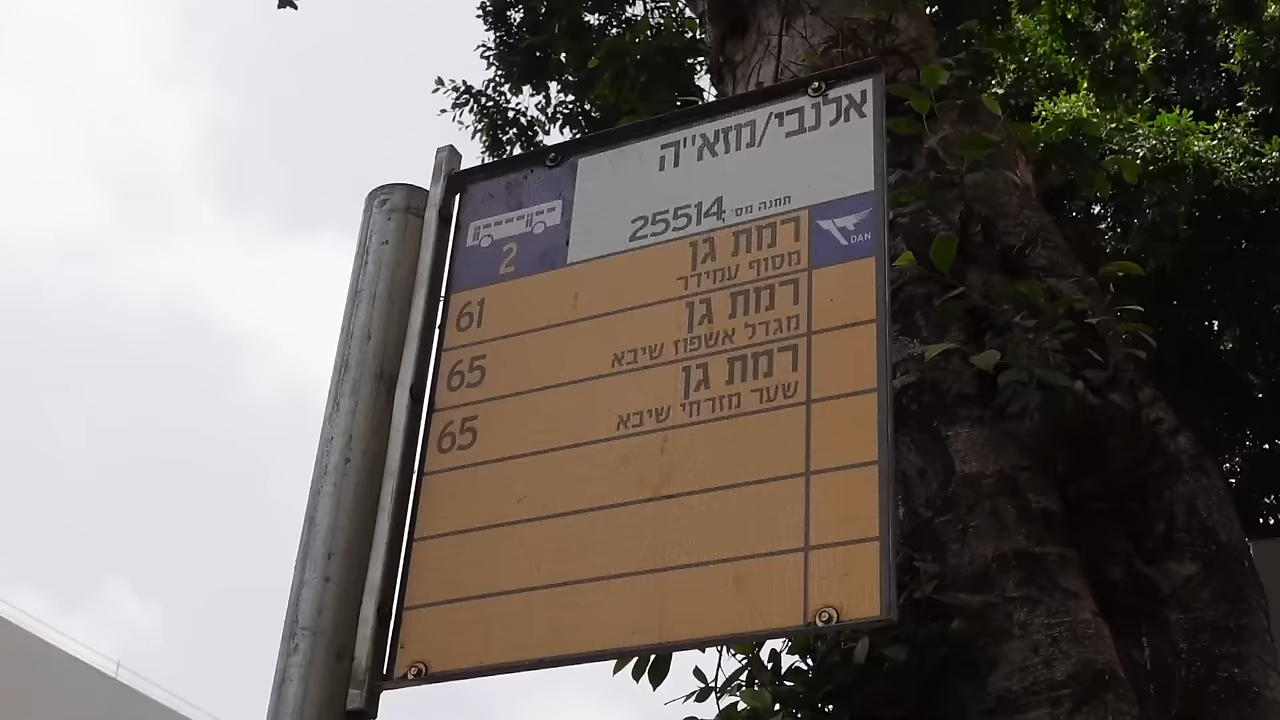 אלנבי/מזא"ה
תחנה מס׳ 25514
2
DAN
רמת גן
61 מסוף עמידר
רמת גן
65 מגדל אשפוז שיבא
רמת גן
65 שער מזרחי שיבא